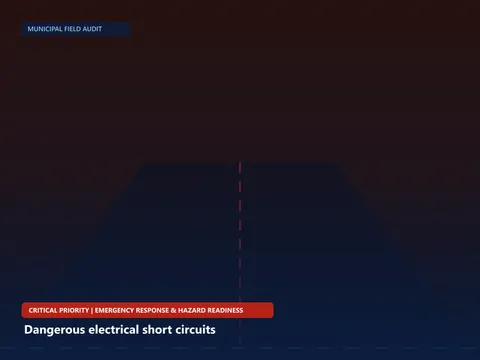 MUNICIPAL FIELD AUDIT
CRITICAL PRIORITY | EMERGENCY RESPONSE & HAZARD READINESS
Dangerous electrical short circuits